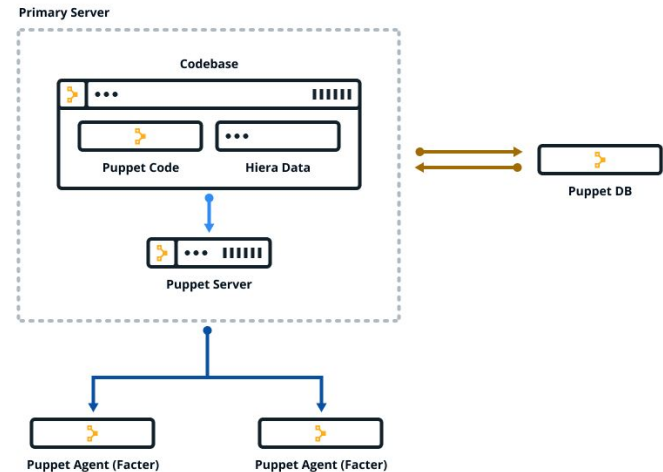 Primary Server
Codebase
Puppet Code
Hiera Data
Puppet DB
Puppet Server
Puppet Agent (Facter)
Puppet Agent (Facter)